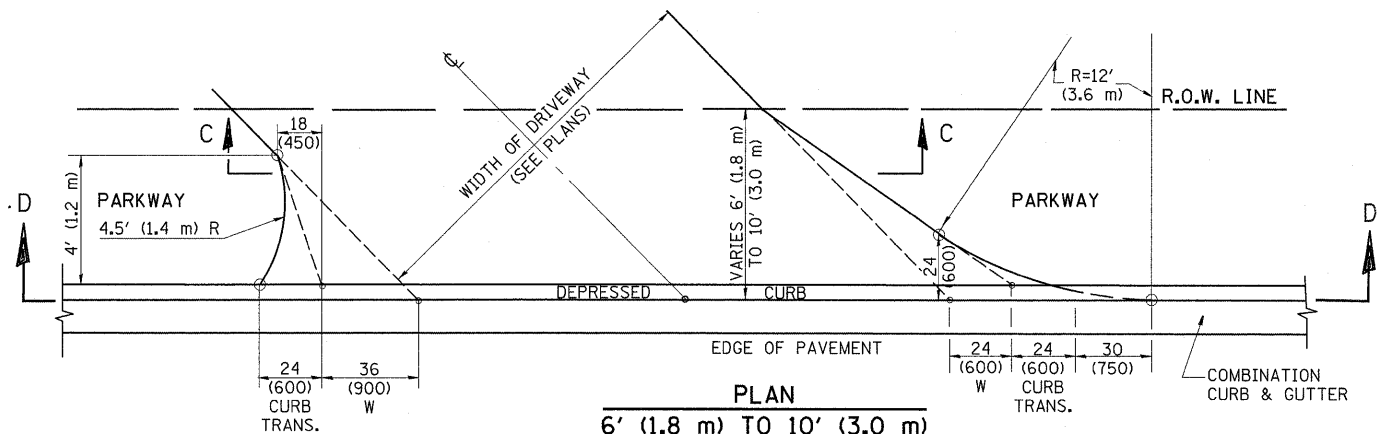 R=12'
(3.6 m)
R.O.W. LINE
C
18
(450)
WIDTH OF DRIVEWAY
(SEE PLANS)
℄
VARIES 6' (1.8 m)
TO 10' (3.0 m)
C
D
4' (1.2 m)
PARKWAY
4.5' (1.4 m) R
PARKWAY
D
24
(600)
DEPRESSED CURB
EDGE OF PAVEMENT
24
(600)
CURB
TRANS.
36
(900)
W
24
(600)
W
24
(600)
CURB
TRANS.
30
(750)
COMBINATION
CURB & GUTTER
PLAN
6' (1.8 m) TO 10' (3.0 m)